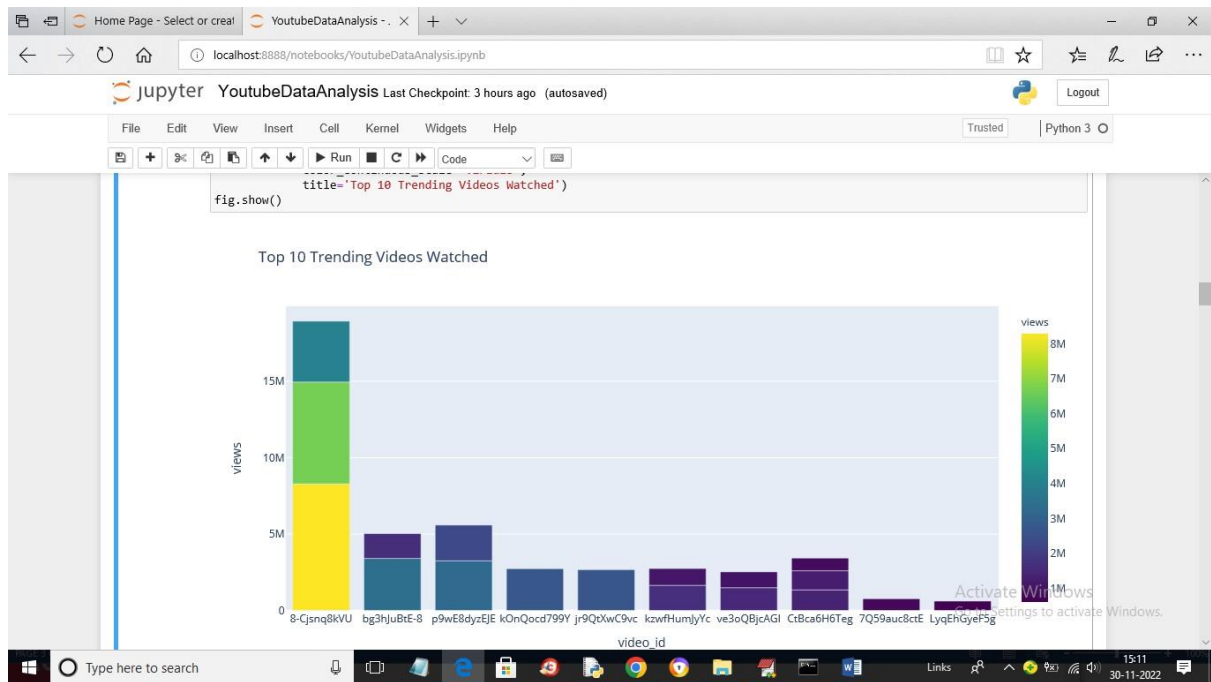 Home Page - Select or creat
YoutubeDataAnalysis - .
localhost:8888/notebooks/YoutubeDataAnalysis.ipynb
jupyter YoutubeDataAnalysis Last Checkpoint: 3 hours ago (autosaved)
Logout
File Edit View Insert Cell Kernel Widgets Help
Trusted
Python 3
Run
Code
title='Top 10 Trending Videos Watched')
fig.show()
Top 10 Trending Videos Watched
views
8M
7M
6M
5M
4M
3M
2M
1M
15M
10M
5M
0
views
8-Cjsnq8kVU bg3hJuBtE-8 p9wE8dyzEJE kOnQocd799Y jr9QtXwC9vc kzwfHumJyYc ve3oQBjcAGI CtBca6H6Teg 7Q59auc8ctE LyqEhGyeF5g
video_id
Activate Windows
Go to Settings to activate Windows.
Type here to search
Links
15:11
30-11-2022